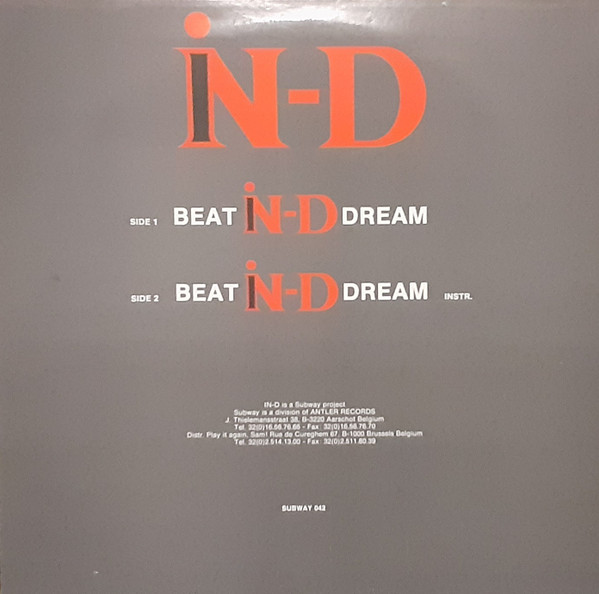 iN-D
SIDE 1 BEAT iN-D DREAM
SIDE 2 BEAT iN-D DREAM INSTR.
IN-D is a Subway project
Subway is a division of ANTLER RECORDS
J. Thielemansstraat 38, B-3220 Aarschot Belgium
Tel. 32(0)16.56.76.66 - Fax: 32(0)16.56.76.70
Distr. Play it again, Sam! Rue de Cureghem 67, B-1000 Brussels Belgium
Tel. 32(0)2.514.13.00 - Fax: 32(0)2.511.80.39
SUBWAY 042